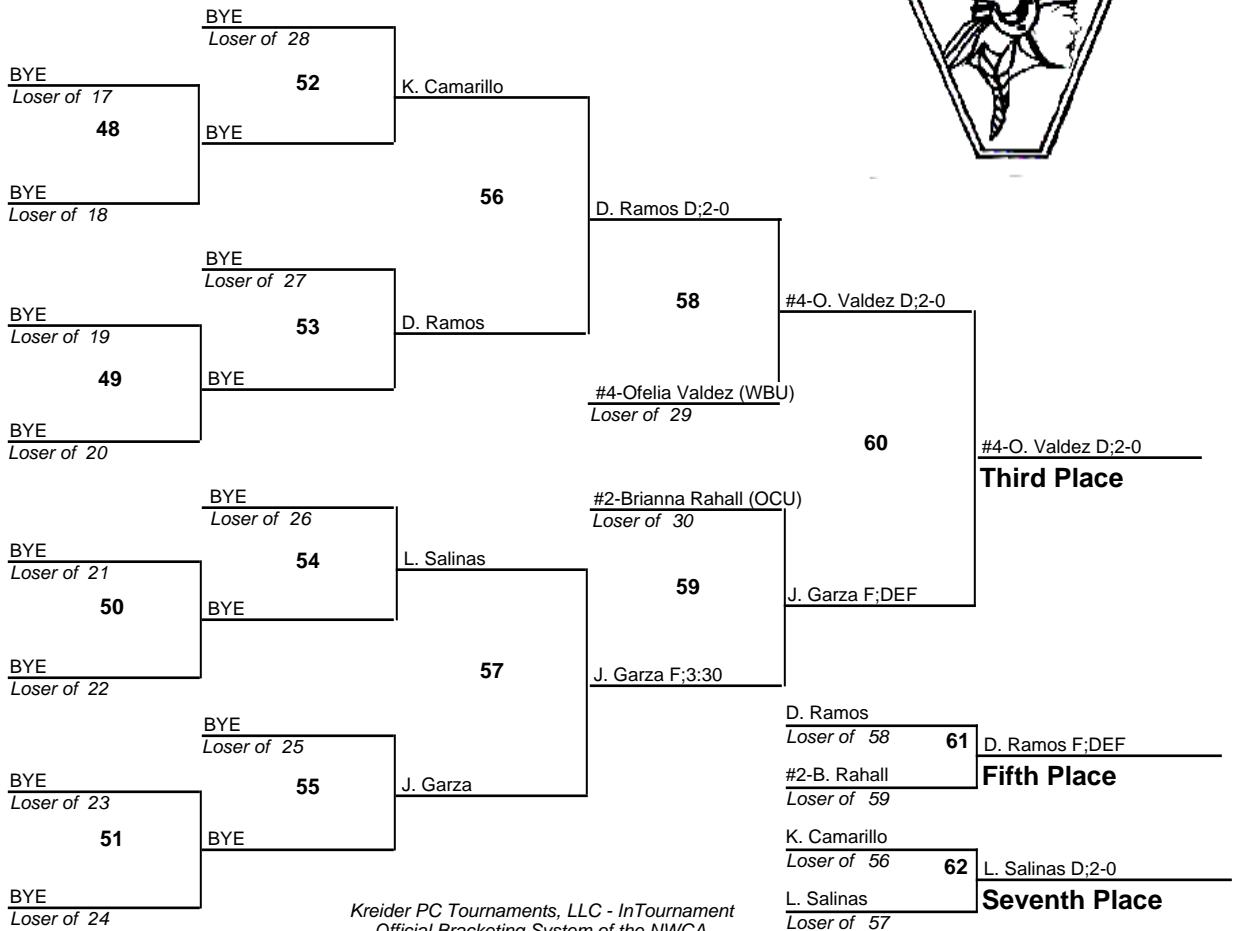 BYE
Loser of 28
BYE
Loser of 17
52
K. Camarillo
48
BYE
BYE
Loser of 18
56
D. Ramos D;2-0
BYE
Loser of 27
58
#4-O. Valdez D;2-0
BYE
Loser of 19
53
D. Ramos
49
BYE
#4-Ofelia Valdez (WBU)
Loser of 29
BYE
Loser of 20
60
#4-O. Valdez D;2-0
Third Place
BYE
Loser of 26
#2-Brianna Rahall (OCU)
Loser of 30
BYE
Loser of 21
54
L. Salinas
59
50
BYE
J. Garza F;DEF
BYE
Loser of 22
57
J. Garza F;3:30
BYE
Loser of 25
D. Ramos
Loser of 58
61
D. Ramos F;DEF
Fifth Place
BYE
Loser of 23
55
J. Garza
#2-B. Rahall
Loser of 59
51
BYE
K. Camarillo
Loser of 56
62
L. Salinas D;2-0
Seventh Place
BYE
Loser of 24
L. Salinas
Loser of 57
Kreider PC Tournaments, LLC - InTournament
Official Bracketing System of the NWCA